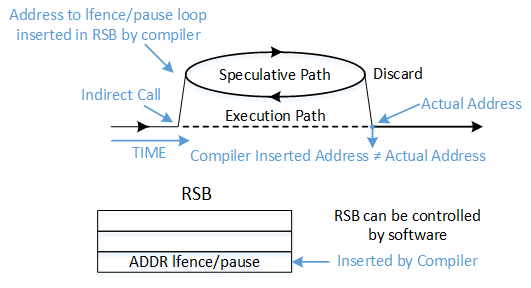 Address to lfence/pause loop
inserted in RSB by compiler
Speculative Path
Discard
Indirect Call
Execution Path
Actual Address
TIME
Compiler Inserted Address ≠ Actual Address
RSB
RSB can be controlled
by software
ADDR lfence/pause
Inserted by Compiler